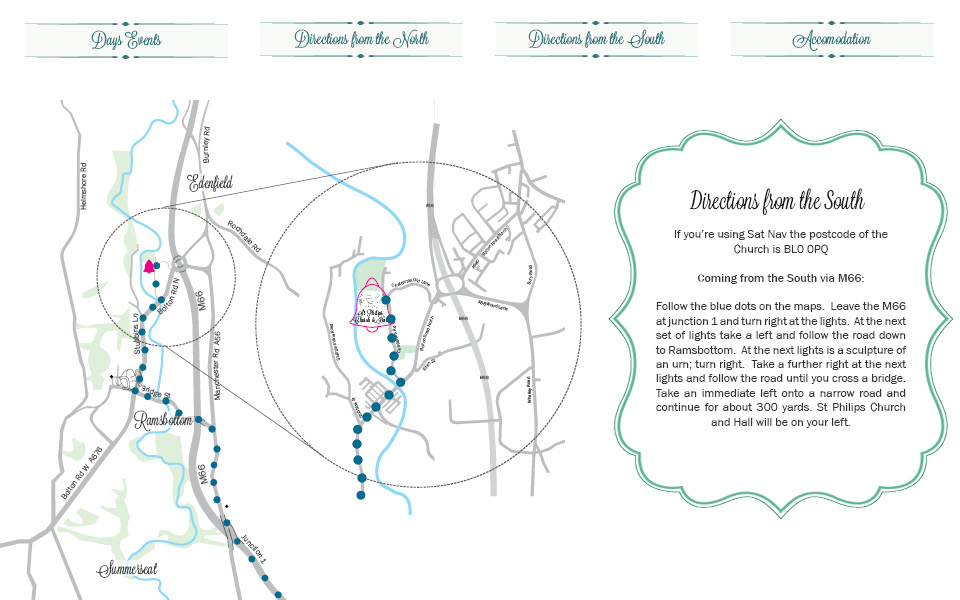 Days Events
Directions from the North
Directions from the South
Accomodation
Helmshore Rd
Burnley Rd
Edenfield
Rochdale Rd
Bolton Rd N
M66
Stubbins Ln
Manchester Rd A56
Bridge St
Ramsbottom
Bolton Rd W A676
M66
Junction 1
Summerseat
St Philips
Church & Hall
M66
Directions from the South
If you're using Sat Nav the postcode of the
Church is BL0 0PQ
Coming from the South via M66:
Follow the blue dots on the maps. Leave the M66
at junction 1 and turn right at the lights. At the next
set of lights take a left and follow the road down
to Ramsbottom. At the next lights is a sculpture of
an urn; turn right. Take a further right at the next
lights and follow the road until you cross a bridge.
Take an immediate left onto a narrow road and
continue for about 300 yards. St Philips Church
and Hall will be on your left.